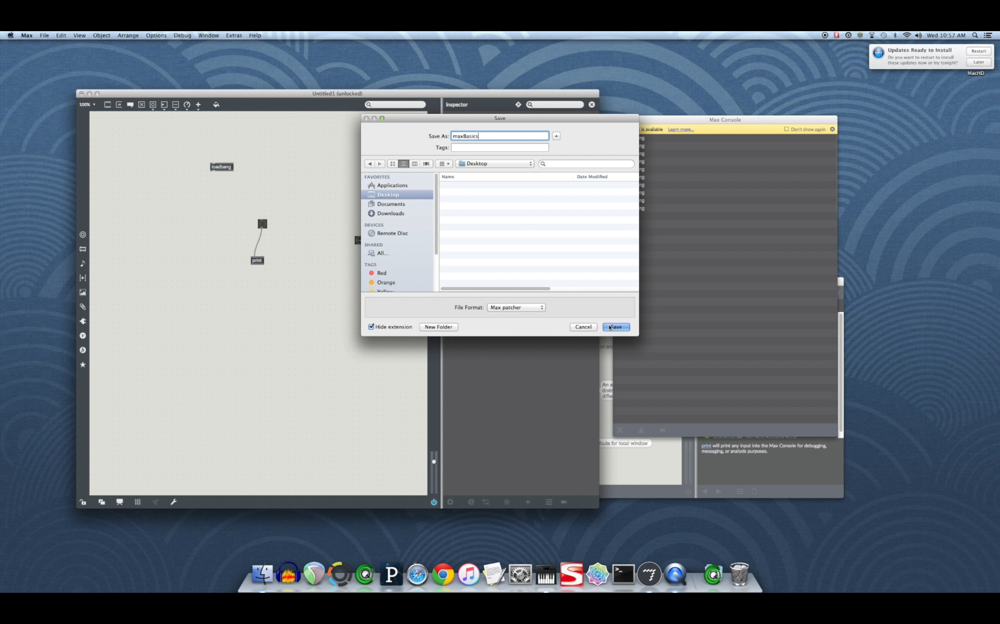 Max File Edit View Object Arrange Options Debug Window Extras Help Wed 10:57 AM
Updates Ready to Install Restart
Do you want to restart to install
these updates now or try tonight? Later
MacHD
Untitled1 (unlocked)
100% Inspector
loadbang
print
Save
Save As: maxBasics
Tags:
Desktop
FAVORITES
Applications
Desktop
Documents
Downloads
DEVICES
Remote Disc
SHARED
All...
TAGS
Red
Orange
Yellow
Name Date Modified
File Format: Max patcher
Hide extension New Folder Cancel Save
Max Console
is available Learn more... Don't show again
ng
ng
ng
ng
ng
ng
ng
ng
ng
ng
or ana
An a
distin
differ
ibute for local window
print will print any input into the Max Console for debugging,
messaging, or analysis purposes.